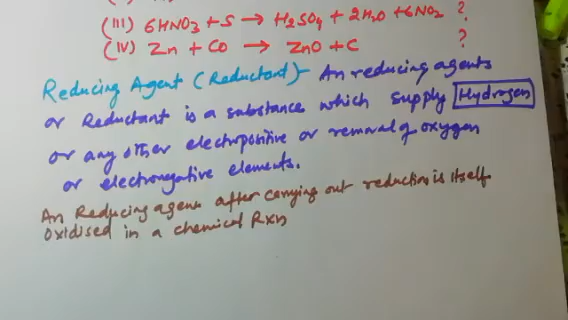 (III) 6HNO3 + S → H2SO4 + 2H2O + 6NO2 ?
(IV) Zn + CO → ZnO + C ?
Reducing Agent (Reductant)- An reducing agents
or Reductant is a substance which supply Hydrogen
or any other electropositive or removal of oxygen
or electronegative elements.
An Reducing agent after carrying out reduction is itself
Oxidised in a chemical Rxn